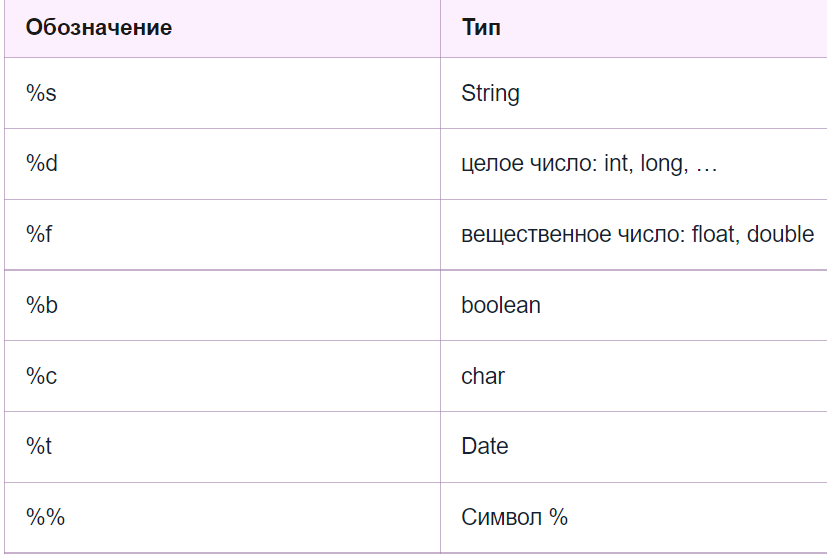 Обозначение Тип
%s String
%d целое число: int, long, …
%f вещественное число: float, double
%b boolean
%c char
%t Date
%% Символ %